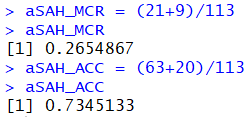 > aSAH_MCR = (21+9)/113
> aSAH_MCR
[1] 0.2654867
> aSAH_ACC = (63+20)/113
> aSAH_ACC
[1] 0.7345133